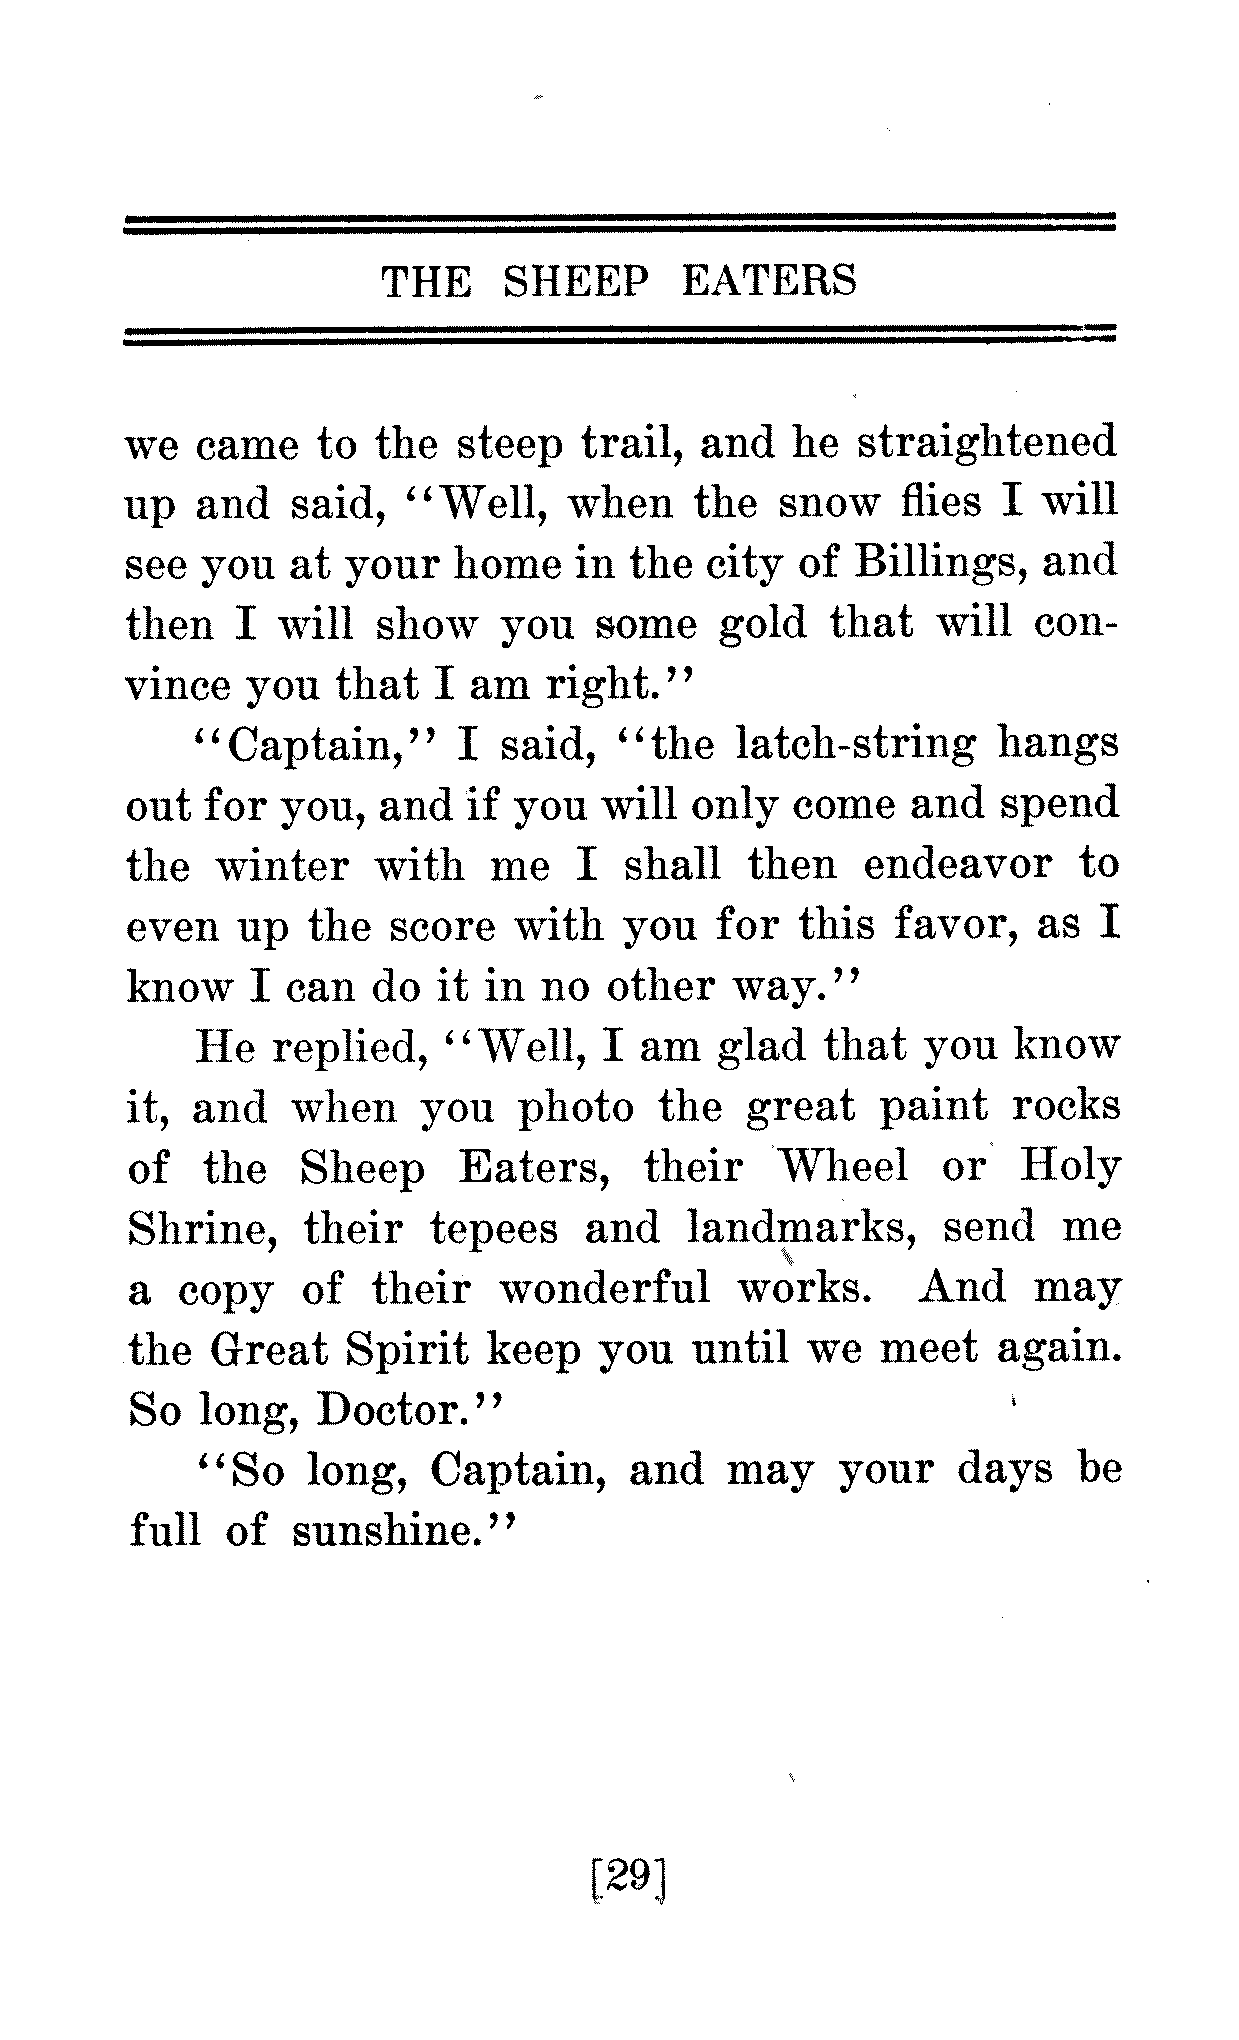 THE SHEEP EATERS
we came to the steep trail, and he straightened
up and said, "Well, when the snow flies I will
see you at your home in the city of Billings, and
then I will show you some gold that will con-
vince you that I am right."
"Captain," I said, "the latch-string hangs
out for you, and if you will only come and spend
the winter with me I shall then endeavor to
even up the score with you for this favor, as I
know I can do it in no other way."
He replied, "Well, I am glad that you know
it, and when you photo the great paint rocks
of the Sheep Eaters, their Wheel or Holy
Shrine, their tepees and landmarks, send me
a copy of their wonderful works. And may
the Great Spirit keep you until we meet again.
So long, Doctor."
"So long, Captain, and may your days be
full of sunshine."
[29]